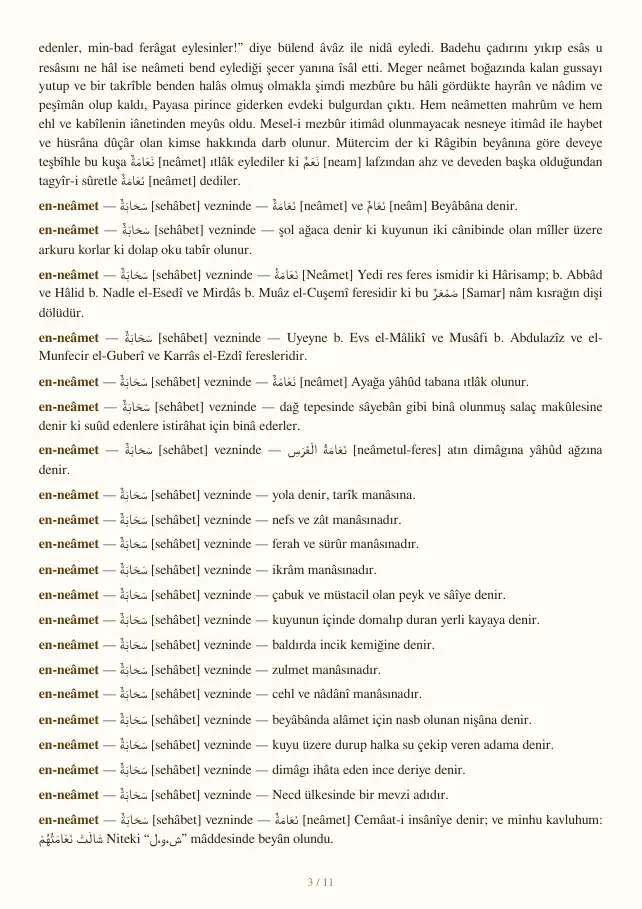 edenler, min-bad ferâgat eylesinler!” diye bülend âvâz ile nidâ eyledi. Badehu çadırını yıkıp esâs u
resâsını ne hâl ise neâmeti bend eylediği şecer yanına îsâl etti. Meger neâmet boğazında kalan gussayı
yutup ve bir takrîble benden halâs olmuş olmakla şimdi mezbûre bu hâli gördükte hayrân ve nâdim ve
peşîmân olup kaldı, Payasa pirince giderken evdeki bulgurdan çıktı. Hem neâmetten mahrûm ve hem
ehl ve kabîlenin iânetinden meyûs oldu. Mesel-i mezbûr itimâd olunmayacak nesneye itimâd ile haybet
ve hüsrâna dûçâr olan kimse hakkında darb olunur. Mütercim der ki Râgibin beyânına göre deveye
teşbîhle bu kuşa نَعَامَةٌ [neâmet] ıtlâk eylediler ki نَعَمٌ [neam] lafzından ahz ve deveden başka olduğundan
tagyîr-i sûretle نَعَامَةٌ [neâmet] dediler.
en-neâmet — سَحَابَةٌ [sehâbet] vezninde — نَعَامَةٌ [neâmet] ve نَعَامٌ [neâm] Beyâbâna denir.
en-neâmet — سَحَابَةٌ [sehâbet] vezninde — şol ağaca denir ki kuyunun iki cânibinde olan mîller üzere
arkuru korlar ki dolap oku tabîr olunur.
en-neâmet — سَحَابَةٌ [sehâbet] vezninde — نَعَامَةُ [Neâmet] Yedi res feres ismidir ki Hârisamp; b. Abbâd
ve Hâlid b. Nadle el-Esedî ve Mirdâs b. Muâz el-Cuşemî feresidir ki bu صَمْعَرٌ [Samar] nâm kısrağın dişi
dölüdür.
en-neâmet — سَحَابَةٌ [sehâbet] vezninde — Uyeyne b. Evs el-Mâlikî ve Musâfi b. Abdulazîz ve el-
Munfecir el-Guberî ve Karrâs el-Ezdî feresleridir.
en-neâmet — سَحَابَةٌ [sehâbet] vezninde — نَعَامَةٌ [neâmet] Ayağa yâhûd tabana ıtlâk olunur.
en-neâmet — سَحَابَةٌ [sehâbet] vezninde — dağ tepesinde sâyebân gibi binâ olunmuş salaç makûlesine
denir ki suûd edenlere istirâhat için binâ ederler.
en-neâmet — سَحَابَةٌ [sehâbet] vezninde — نَعَامَةُ الْفَرَسِ [neâmetul-feres] atın dimâgına yâhûd ağzına
denir.
en-neâmet — سَحَابَةٌ [sehâbet] vezninde — yola denir, tarîk manâsına.
en-neâmet — سَحَابَةٌ [sehâbet] vezninde — nefs ve zât manâsınadır.
en-neâmet — سَحَابَةٌ [sehâbet] vezninde — ferah ve sürûr manâsınadır.
en-neâmet — سَحَابَةٌ [sehâbet] vezninde — ikrâm manâsınadır.
en-neâmet — سَحَابَةٌ [sehâbet] vezninde — çabuk ve müstacil olan peyk ve sâîye denir.
en-neâmet — سَحَابَةٌ [sehâbet] vezninde — kuyunun içinde domalıp duran yerli kayaya denir.
en-neâmet — سَحَابَةٌ [sehâbet] vezninde — baldırda incik kemiğine denir.
en-neâmet — سَحَابَةٌ [sehâbet] vezninde — zulmet manâsınadır.
en-neâmet — سَحَابَةٌ [sehâbet] vezninde — cehl ve nâdânî manâsınadır.
en-neâmet — سَحَابَةٌ [sehâbet] vezninde — beyâbânda alâmet için nasb olunan nişâna denir.
en-neâmet — سَحَابَةٌ [sehâbet] vezninde — kuyu üzere durup halka su çekip veren adama denir.
en-neâmet — سَحَابَةٌ [sehâbet] vezninde — dimâgı ihâta eden ince deriye denir.
en-neâmet — سَحَابَةٌ [sehâbet] vezninde — Necd ülkesinde bir mevzi adıdır.
en-neâmet — سَحَابَةٌ [sehâbet] vezninde — نَعَامَةٌ [neâmet] Cemâat-i insânîye denir; ve minhu kavluhum:
شَالَتْ نَعَامَتُهُمْ Niteki “ش،و،ل” mâddesinde beyân olundu.
3 / 11